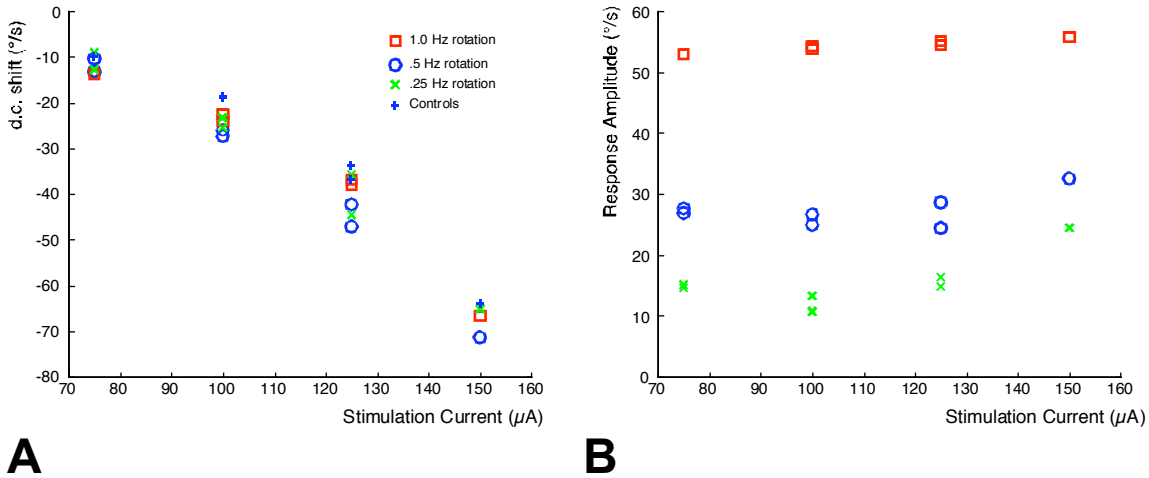 d.c. shift (°/s)
0
-10
-20
-30
-40
-50
-60
-70
-80
70 80 90 100 110 120 130 140 150 160
Stimulation Current (µA)
1.0 Hz rotation
.5 Hz rotation
.25 Hz rotation
Controls
A
Response Amplitude (°/s)
60
50
40
30
20
10
0
70 80 90 100 110 120 130 140 150 160
Stimulation Current (µA)
B